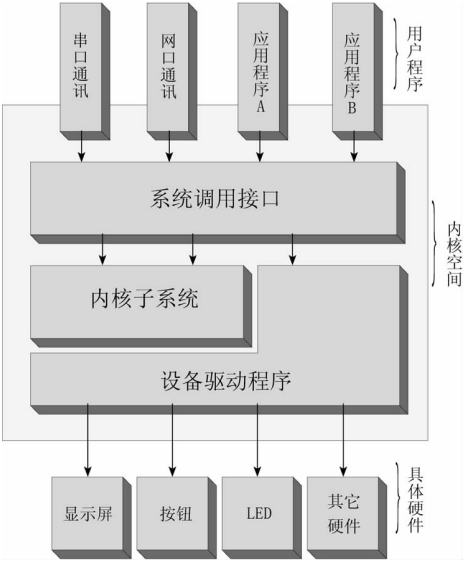 串口通讯
网口通讯
应用程序A
应用程序B
用户程序
系统调用接口
内核空间
内核子系统
设备驱动程序
显示屏
按钮
LED
其它
硬件
具体硬件